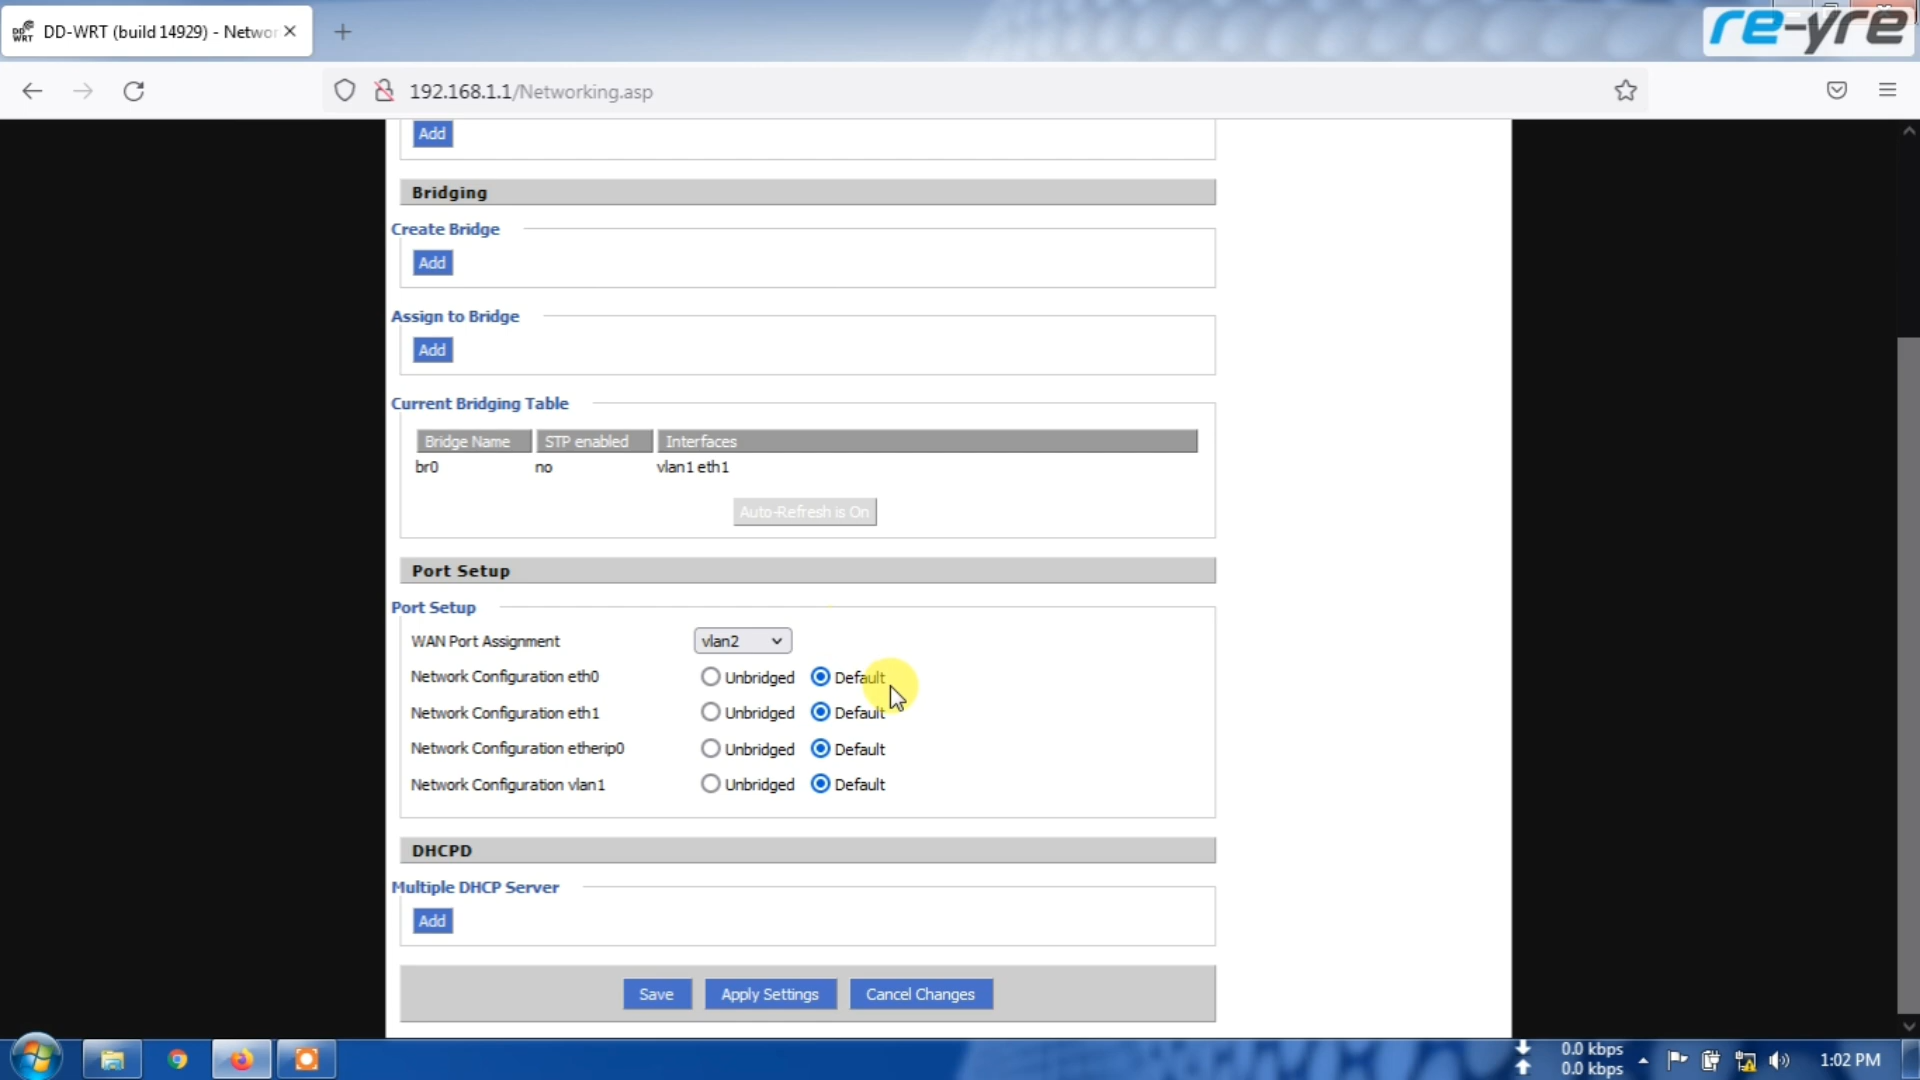 DD-WRT (build 14929) - Networ
re-yre
192.168.1.1/Networking.asp
Add
Bridging
Create Bridge
Add
Assign to Bridge
Add
Current Bridging Table
Bridge Name STP enabled Interfaces
br0 no vlan1 eth1
Auto-Refresh is On
Port Setup
Port Setup
WAN Port Assignment vlan2
Network Configuration eth0 Unbridged Default
Network Configuration eth1 Unbridged Default
Network Configuration etherip0 Unbridged Default
Network Configuration vlan1 Unbridged Default
DHCPD
Multiple DHCP Server
Add
Save Apply Settings Cancel Changes
0.0 kbps
0.0 kbps
1:02 PM